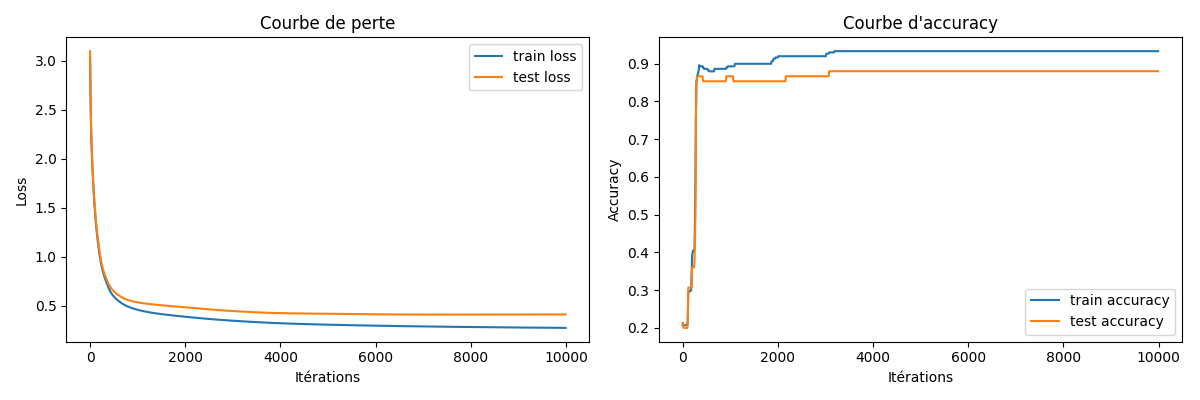 Courbe de perte
3.0
2.5
2.0
1.5
1.0
0.5
Loss
train loss
test loss
0 2000 4000 6000 8000 10000
Itérations
Courbe d'accuracy
0.9
0.8
0.7
0.6
0.5
0.4
0.3
0.2
Accuracy
train accuracy
test accuracy
0 2000 4000 6000 8000 10000
Itérations